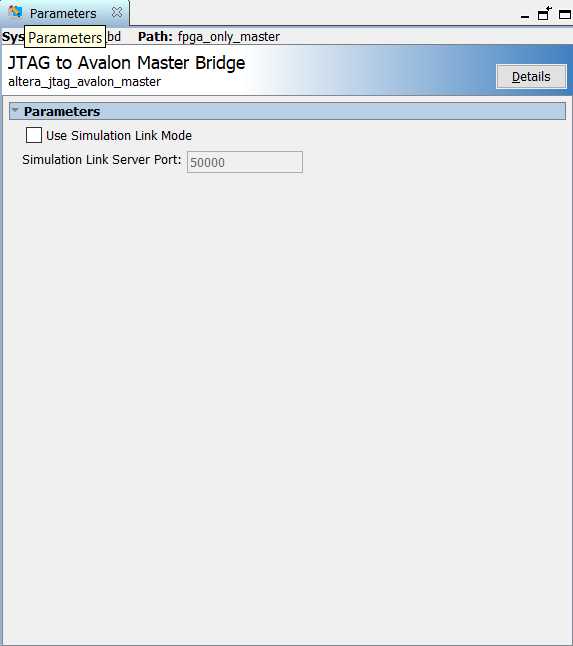 Parameters
Sys bd Path: fpga_only_master
Parameters
JTAG to Avalon Master Bridge
altera_jtag_avalon_master
Details
Parameters
Use Simulation Link Mode
Simulation Link Server Port: 50000